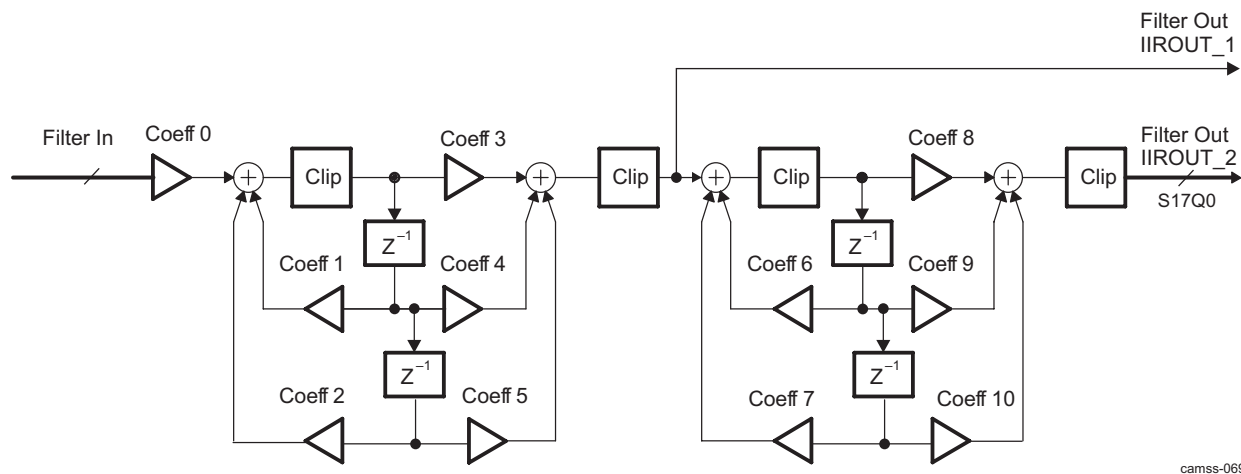 Filter Out
IIROUT_1
Filter In
Coeff 0
Coeff 3
Coeff 8
Filter Out
IIROUT_2
Clip
Clip
Clip
Clip
S17Q0
Z⁻¹
Z⁻¹
Coeff 1
Coeff 4
Coeff 6
Coeff 9
Z⁻¹
Z⁻¹
Coeff 2
Coeff 5
Coeff 7
Coeff 10
camss-069